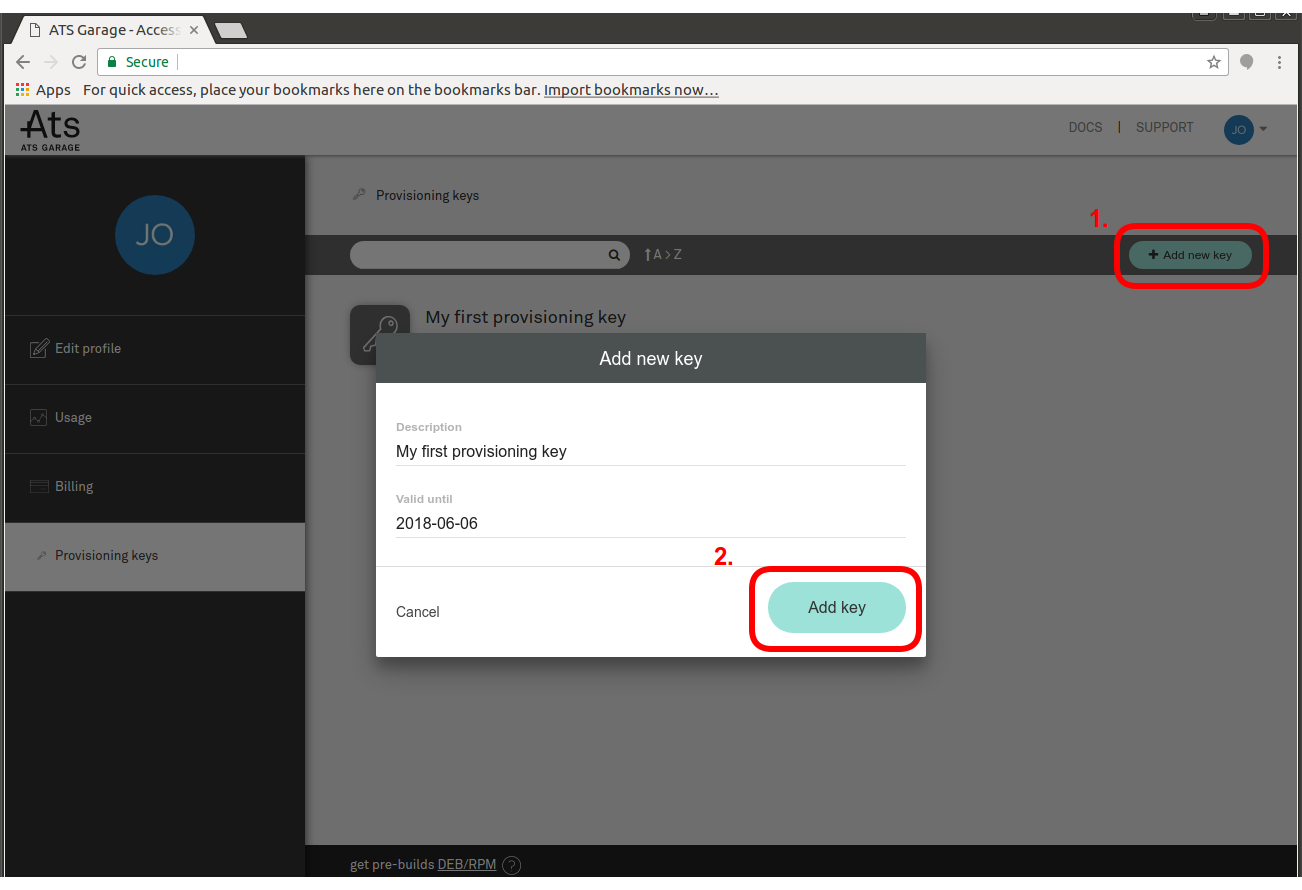 ATS Garage - Access
Secure
Apps For quick access, place your bookmarks here on the bookmarks bar. Import bookmarks now...
Ats
ATS GARAGE
DOCS | SUPPORT JO
JO
Provisioning keys
1.
A > Z
+ Add new key
My first provisioning key
Edit profile
Usage
Billing
Provisioning keys
Add new key
Description
My first provisioning key
Valid until
2018-06-06
2.
Cancel
Add key
get pre-builds DEB/RPM ?